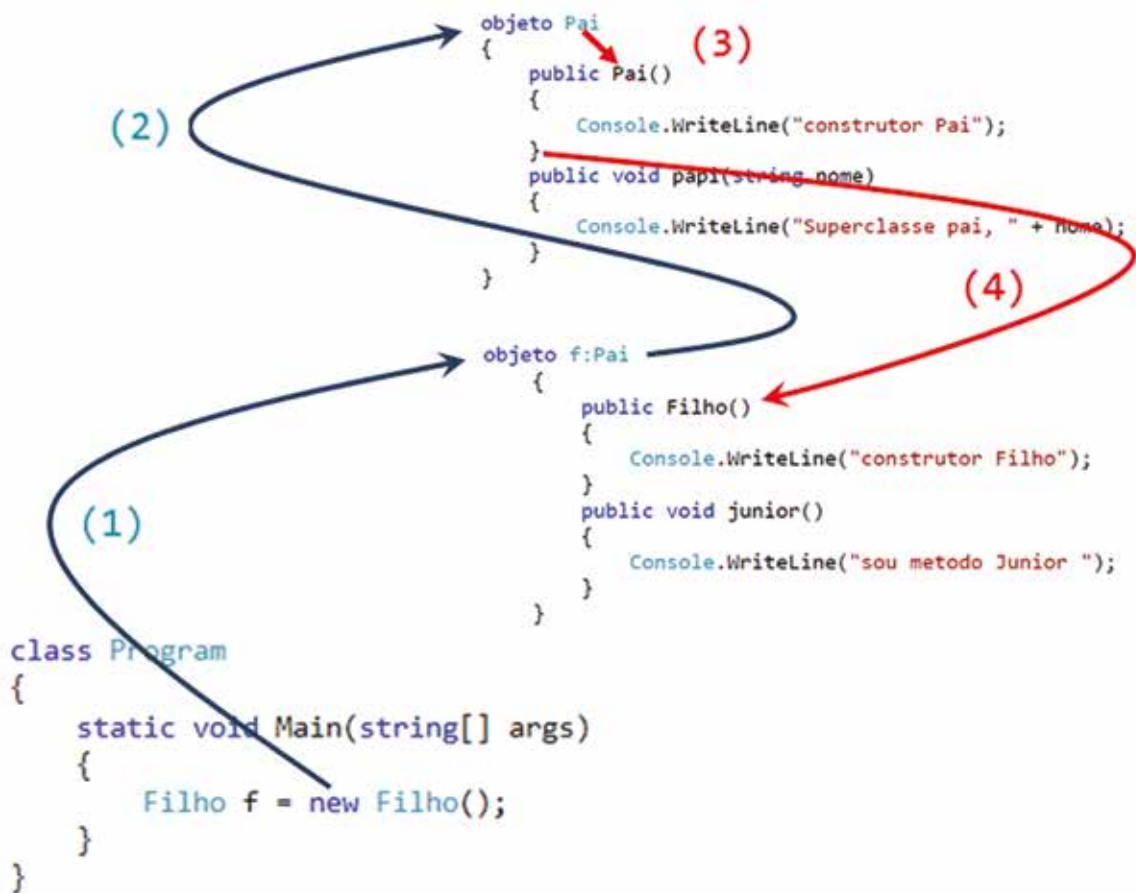 objeto Pai
{
(3)
public Pai()
{
Console.WriteLine("construtor Pai");
}
public void papi(string nome)
{
Console.WriteLine("Superclasse pai, " + nome);
}
}
(2)
(4)
objeto f:Pai
{
public Filho()
{
Console.WriteLine("construtor Filho");
}
public void junior()
{
Console.WriteLine("sou metodo Junior ");
}
}
(1)
class Program
{
static void Main(string[] args)
{
Filho f = new Filho();
}
}